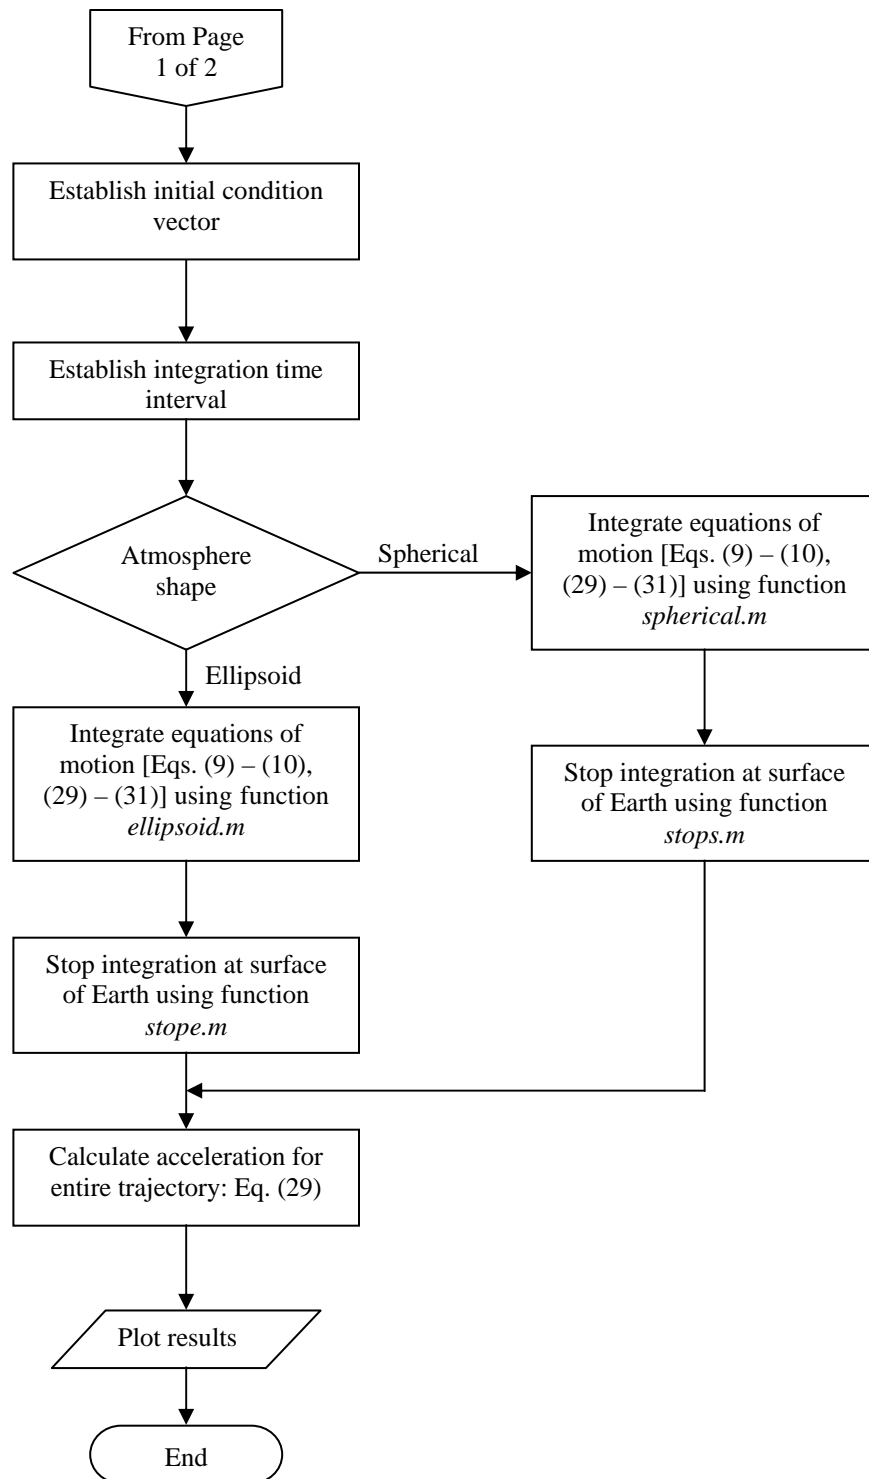 From Page
1 of 2
Establish initial condition
vector
Establish integration time
interval
Atmosphere
shape
Spherical
Integrate equations of
motion [Eqs. (9) – (10),
(29) – (31)] using function
spherical.m
Ellipsoid
Integrate equations of
motion [Eqs. (9) – (10),
(29) – (31)] using function
ellipsoid.m
Stop integration at surface
of Earth using function
stops.m
Stop integration at surface
of Earth using function
stope.m
Calculate acceleration for
entire trajectory: Eq. (29)
Plot results
End